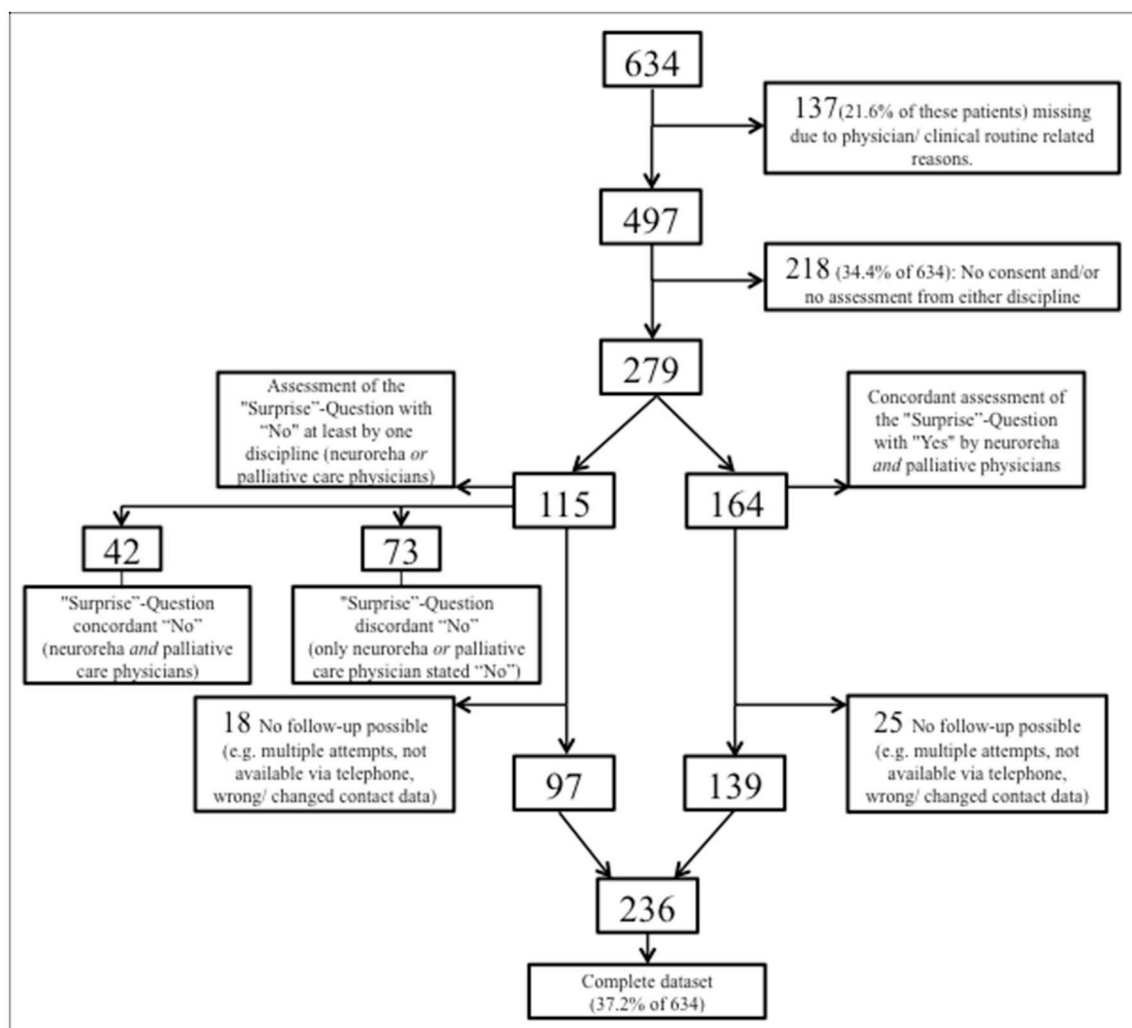 634
137(21.6% of these patients) missing
due to physician/ clinical routine related
reasons.
497
218 (34.4% of 634): No consent and/or
no assessment from either discipline
279
Assessment of the
"Surprise”-Question with
“No" at least by one
discipline (neuroreha or
palliative care physicians)
Concordant assessment of
the "Surprise”-Question
with "Yes" by neuroreha
and palliative physicians
115
164
42
73
"Surprise”-Question
concordant “No”
(neuroreha and palliative
care physicians)
"Surprise”-Question
discordant “No”
(only neuroreha or palliative
care physician stated “No”)
18 No follow-up possible
(e.g. multiple attempts, not
available via telephone,
wrong/ changed contact data)
25 No follow-up possible
(e.g. multiple attempts, not
available via telephone,
wrong/ changed contact data)
97
139
236
Complete dataset
(37.2% of 634)